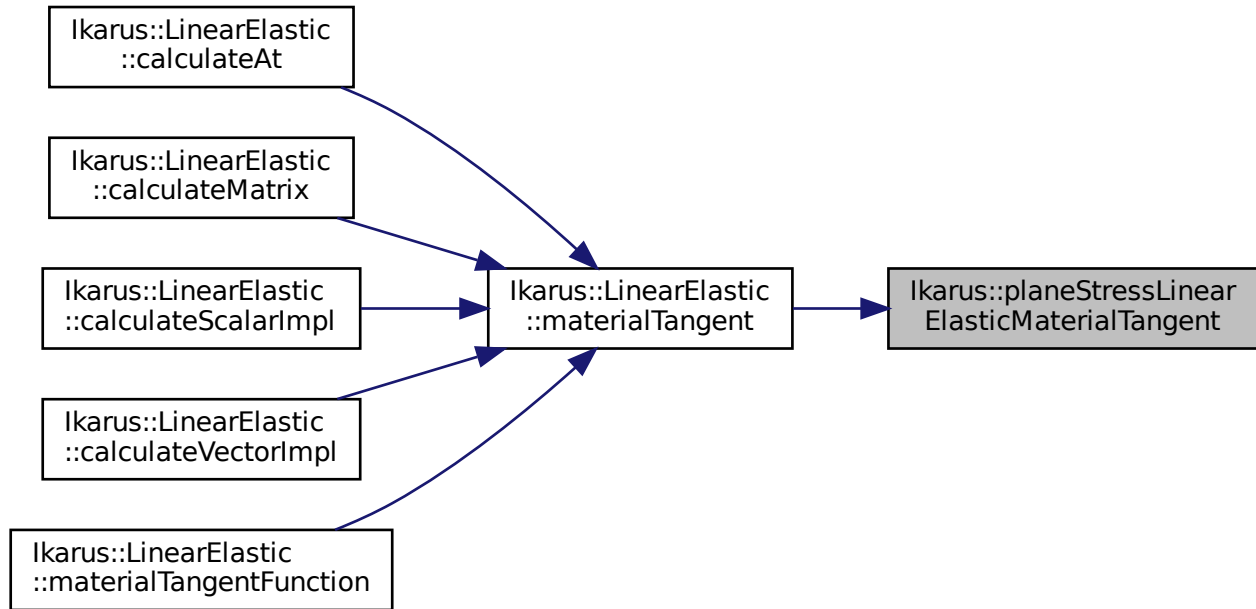 Ikarus::LinearElastic
::calculateAt
Ikarus::LinearElastic
::calculateMatrix
Ikarus::LinearElastic
::calculateScalarImpl
Ikarus::LinearElastic
::calculateVectorImpl
Ikarus::LinearElastic
::materialTangentFunction
Ikarus::LinearElastic
::materialTangent
Ikarus::planeStressLinear
ElasticMaterialTangent